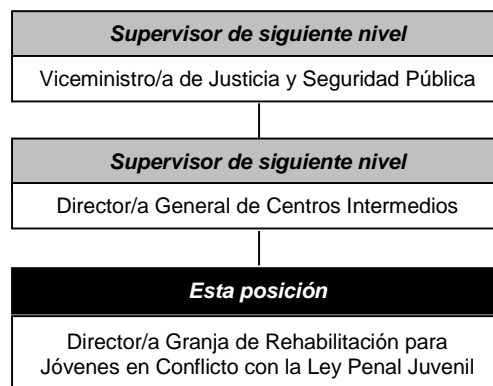 Supervisor de siguiente nivel
Viceministro/a de Justicia y Seguridad Pública
Supervisor de siguiente nivel
Director/a General de Centros Intermedios
Esta posición
Director/a Granja de Rehabilitación para
Jóvenes en Conflicto con la Ley Penal Juvenil